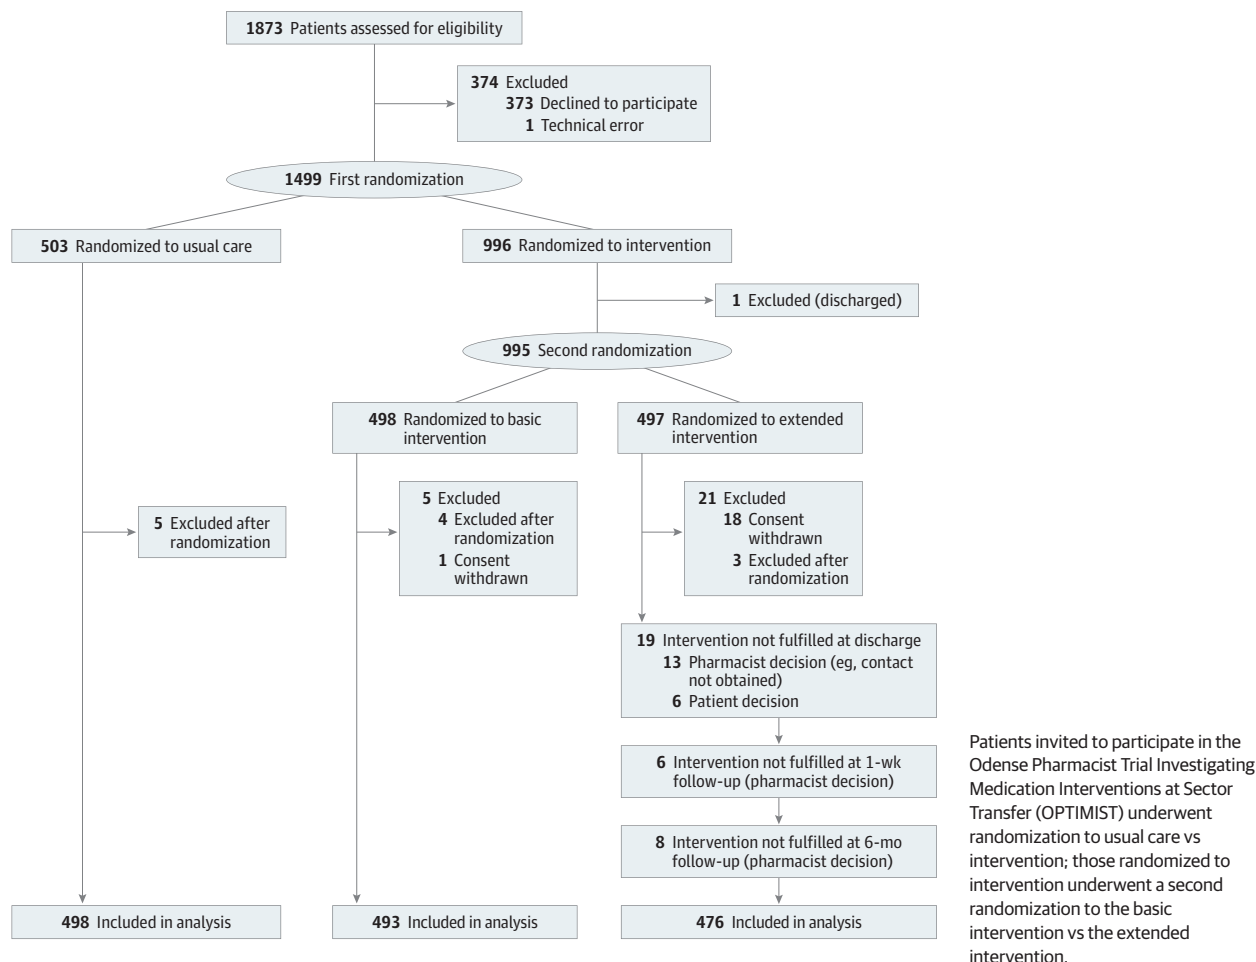 1873 Patients assessed for eligibility
374 Excluded
373 Declined to participate
1 Technical error
1499 First randomization
503 Randomized to usual care
996 Randomized to intervention
1 Excluded (discharged)
995 Second randomization
498 Randomized to basic
intervention
497 Randomized to extended
intervention
5 Excluded after
randomization
5 Excluded
4 Excluded after
randomization
1 Consent
withdrawn
21 Excluded
18 Consent
withdrawn
3 Excluded after
randomization
19 Intervention not fulfilled at discharge
13 Pharmacist decision (eg, contact
not obtained)
6 Patient decision
6 Intervention not fulfilled at 1-wk
follow-up (pharmacist decision)
8 Intervention not fulfilled at 6-mo
follow-up (pharmacist decision)
498 Included in analysis
493 Included in analysis
476 Included in analysis
Patients invited to participate in the
Odense Pharmacist Trial Investigating
Medication Interventions at Sector
Transfer (OPTIMIST) underwent
randomization to usual care vs
intervention; those randomized to
intervention underwent a second
randomization to the basic
intervention vs the extended
intervention.